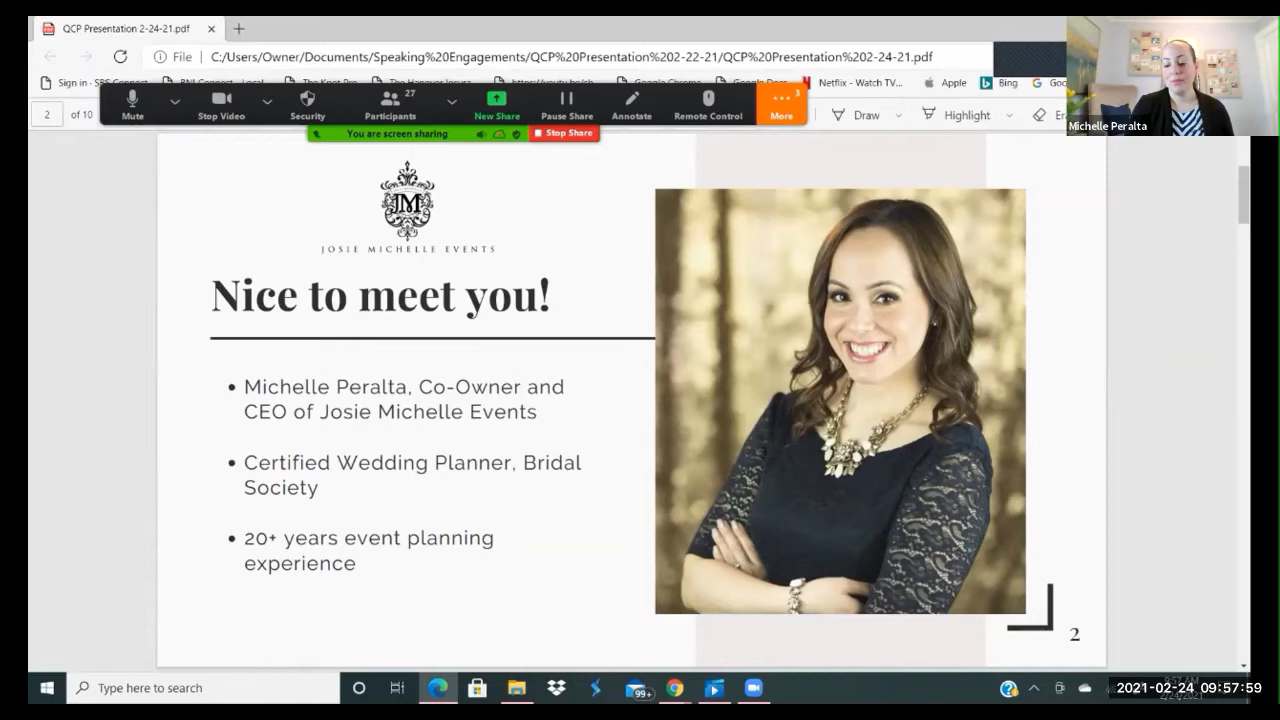 QCP Presentation 2-24-21.pdf
File C:/Users/Owner/Documents/Speaking%20Engagements/QCP%20Presentation%202-22-21/QCP%20Presentation%202-24-21.pdf
Netflix - Watch TV... Apple Bing
2 of 10
Mute Stop Video Security Participants 27 New Share Pause Share Annotate Remote Control More 3
Draw Highlight
You are screen sharing Stop Share
Michelle Peralta
JM
JOSIE MICHELLE EVENTS
Nice to meet you!
• Michelle Peralta, Co-Owner and
CEO of Josie Michelle Events
• Certified Wedding Planner, Bridal
Society
• 20+ years event planning
experience
2
Type here to search
99+
2021-02-24 09:57:59